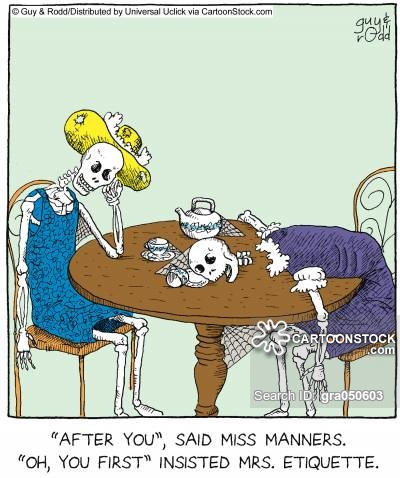 © Guy & Rodd/Distributed by Universal Uclick via CartoonStock.com
guy &
rodd
CARTOONSTOCK
.com
Search ID: gra050603
"AFTER YOU", SAID MISS MANNERS.
"OH, YOU FIRST" INSISTED MRS. ETIQUETTE.